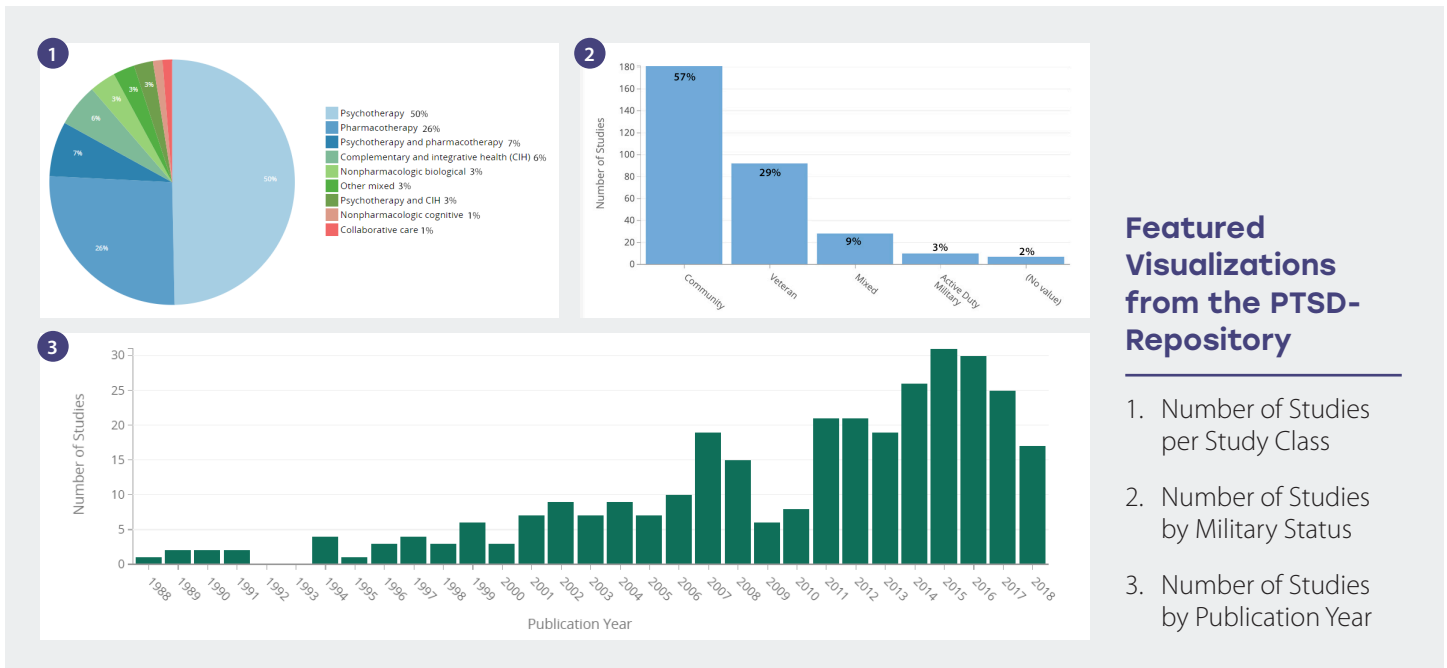 1
50%
26%
7%
6%
3%
3%
3%
Psychotherapy 50%
Pharmacotherapy 26%
Psychotherapy and pharmacotherapy 7%
Complementary and integrative health (CIH) 6%
Nonpharmacologic biological 3%
Other mixed 3%
Psychotherapy and CIH 3%
Nonpharmacologic cognitive 1%
Collaborative care 1%
2
Number of Studies
180
160
140
120
100
80
60
40
20
0
57%
29%
9%
3%
2%
Community
Veteran
Mixed
Active Duty
Military
(No value)
3
Number of Studies
30
25
20
15
10
5
0
1988 1989 1990 1991 1992 1993 1994 1995 1996 1997 1998 1999 2000 2001 2002 2003 2004 2005 2006 2007 2008 2009 2010 2011 2012 2013 2014 2015 2016 2017 2018
Publication Year
Featured
Visualizations
from the PTSD-
Repository
1. Number of Studies
per Study Class
2. Number of Studies
by Military Status
3. Number of Studies
by Publication Year